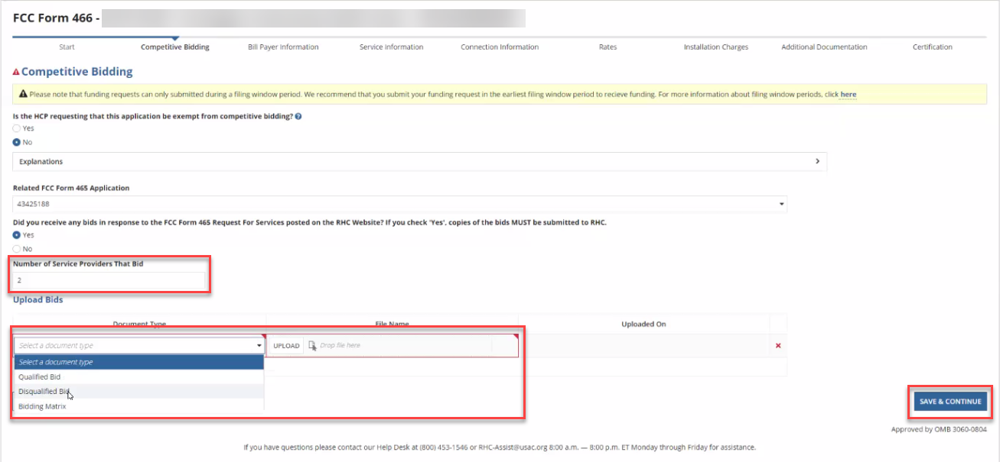 FCC Form 466 -
Start Competitive Bidding Bill Payer Information Service Information Connection Information Rates Installation Charges Additional Documentation Certification
Competitive Bidding
Please note that funding requests can only submitted during a filing window period. We recommend that you submit your funding request in the earliest filing window period to recieve funding. For more information about filing window periods, click here
Is the HCP requesting that this application be exempt from competitive bidding? ?
Yes
No
Explanations
Related FCC Form 465 Application
43425188
Did you receive any bids in response to the FCC Form 465 Request For Services posted on the RHC Website? If you check 'Yes', copies of the bids MUST be submitted to RHC.
Yes
No
Number of Service Providers That Bid
2
Upload Bids
Document Type File Name Uploaded On
Select a document type UPLOAD Drop file here
Select a document type
Qualified Bid
Disqualified Bid
Bidding Matrix
SAVE & CONTINUE
Approved by OMB 3060-0804
If you have questions please contact our Help Desk at (800) 453-1546 or RHC-Assist@usac.org 8:00 a.m. — 8:00 p.m. ET Monday through Friday for assistance.